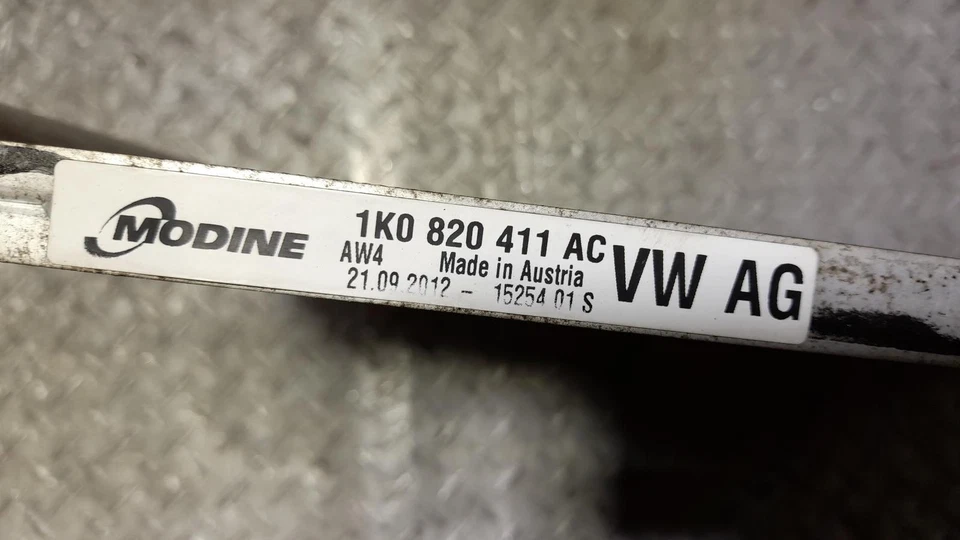 MODINE
1K0 820 411 AC
AW4 Made in Austria
21.09.2012 - 15254 01 S
VW AG